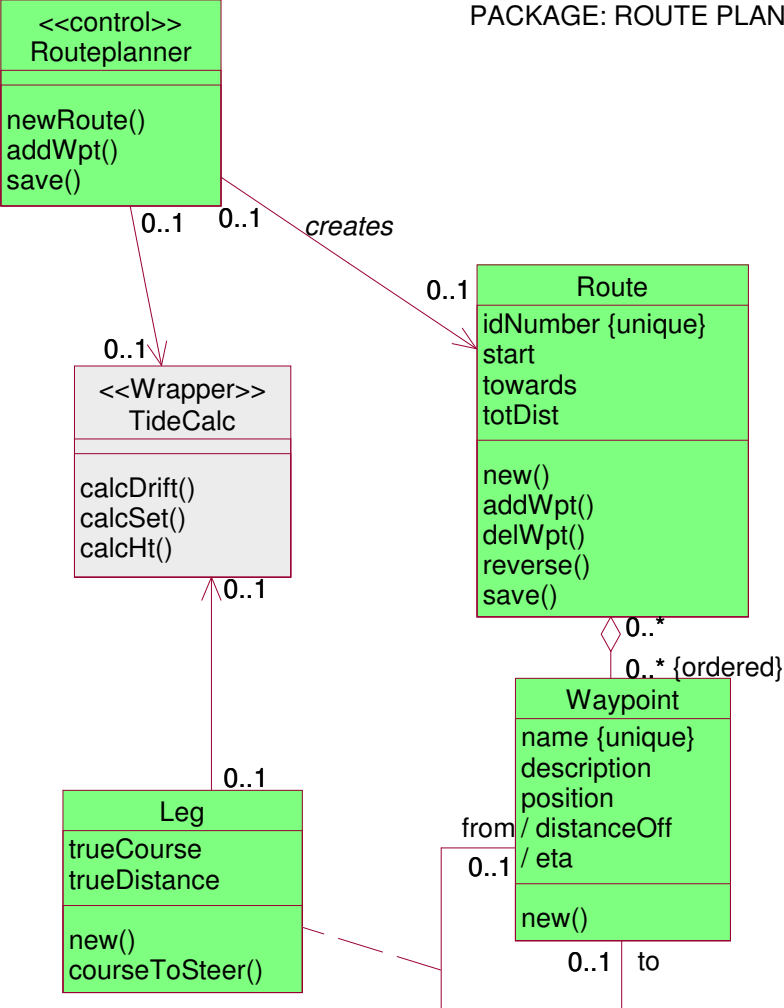 PACKAGE: ROUTE PLAN
<<control>>
Routeplanner
newRoute()
addWpt()
save()
0..1
0..1
creates
0..1
0..1
Route
idNumber {unique}
start
towards
totDist
new()
addWpt()
delWpt()
reverse()
save()
<<Wrapper>>
TideCalc
calcDrift()
calcSet()
calcHt()
0..1
0..*
0..* {ordered}
Waypoint
name {unique}
description
position
/ distanceOff
/ eta
new()
from
0..1
0..1
to
0..1
Leg
trueCourse
trueDistance
new()
courseToSteer()